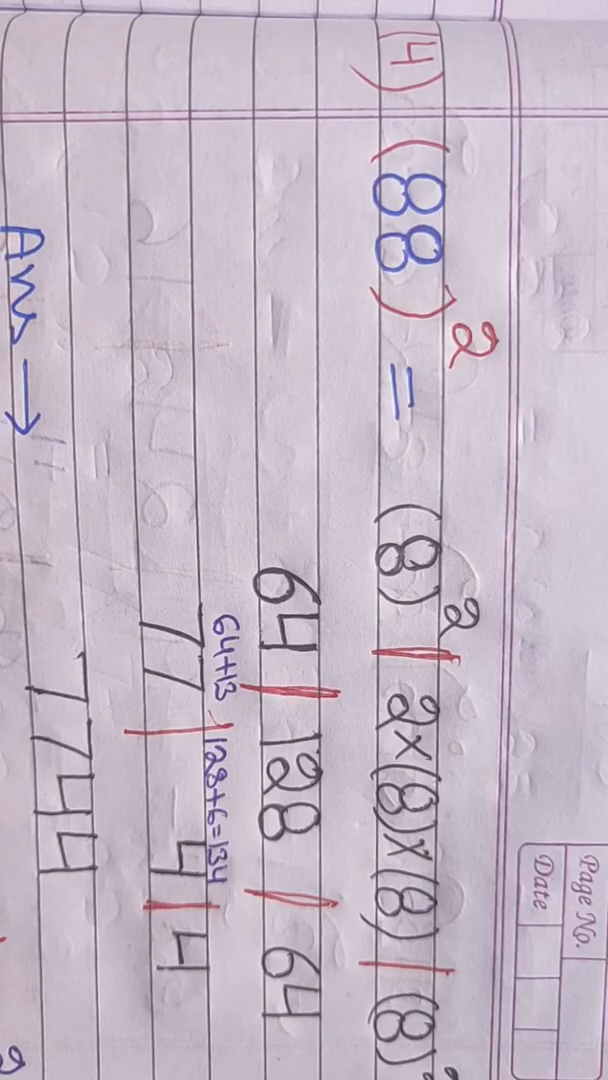 Page No.
Date
(4) (88)² = (8)² | 2×(8)×(8) | (8)²
64 | 128 | 64
64+13 | 128+6=134
77 | 4 | 4
Ans → 7744